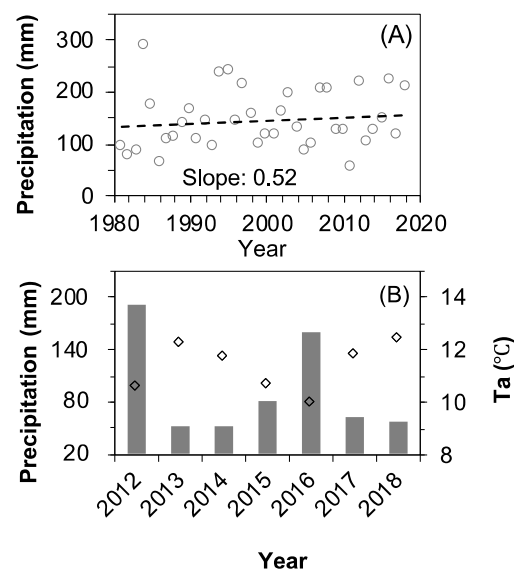 (A)
Precipitation (mm)
300
200
100
0
Slope: 0.52
1980 1990 2000 2010 2020
Year
(B)
Precipitation (mm)
200
140
80
20
14
12
10
8
Ta (℃)
2012 2013 2014 2015 2016 2017 2018
Year